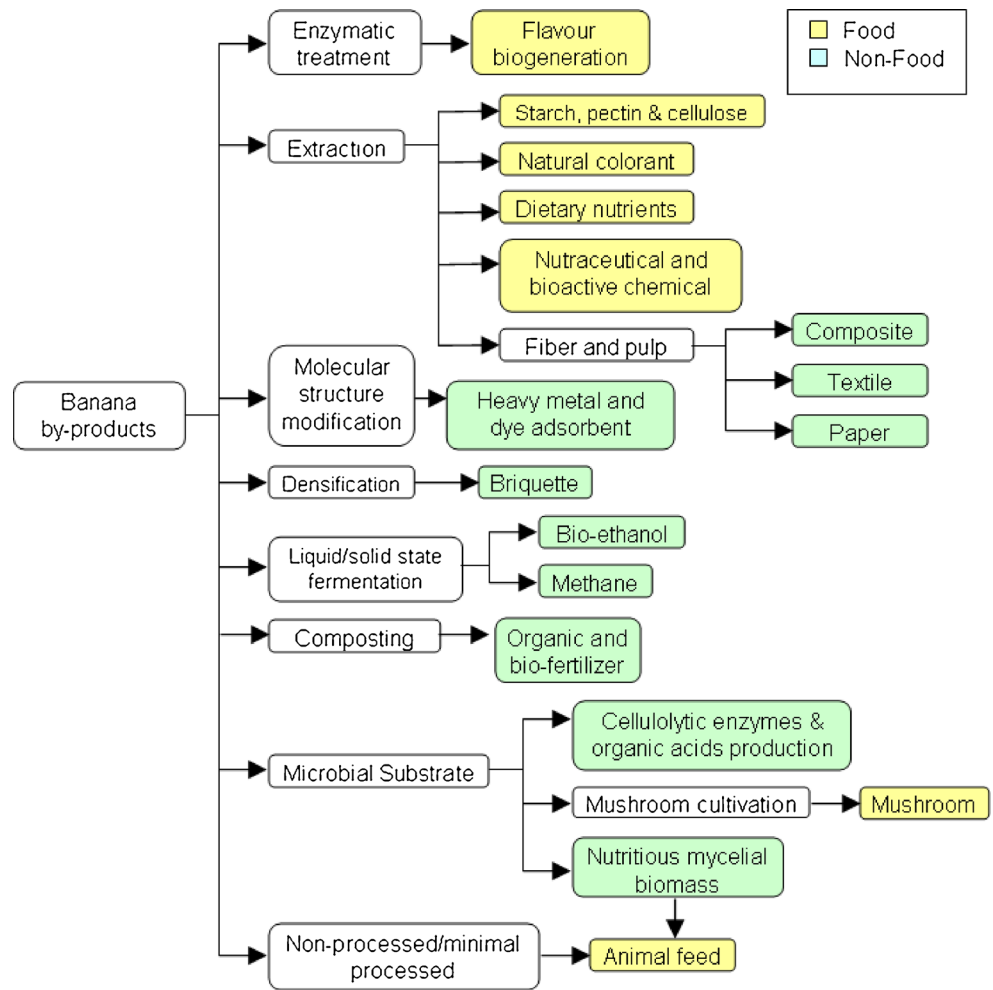 Enzymatic
treatment
Flavour
biogeneration
Food
Non-Food
Extraction
Starch, pectin & cellulose
Natural colorant
Dietary nutrients
Nutraceutical and
bioactive chemical
Fiber and pulp
Composite
Textile
Paper
Banana
by-products
Molecular
structure
modification
Heavy metal and
dye adsorbent
Densification
Briquette
Liquid/solid state
fermentation
Bio-ethanol
Methane
Composting
Organic and
bio-fertilizer
Microbial Substrate
Cellulolytic enzymes &
organic acids production
Mushroom cultivation
Mushroom
Nutritious mycelial
biomass
Non-processed/minimal
processed
Animal feed